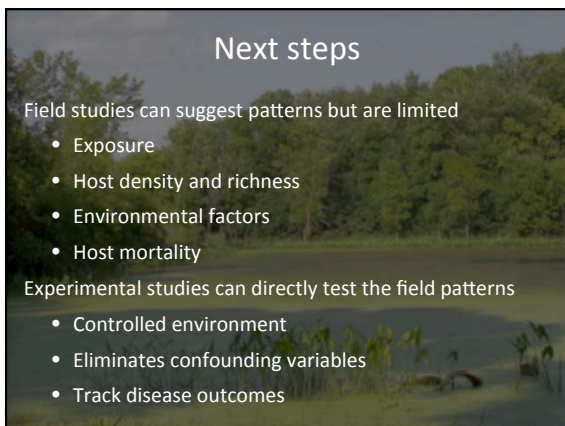 Next steps
Field studies can suggest patterns but are limited
• Exposure
• Host density and richness
• Environmental factors
• Host mortality
Experimental studies can directly test the field patterns
• Controlled environment
• Eliminates confounding variables
• Track disease outcomes